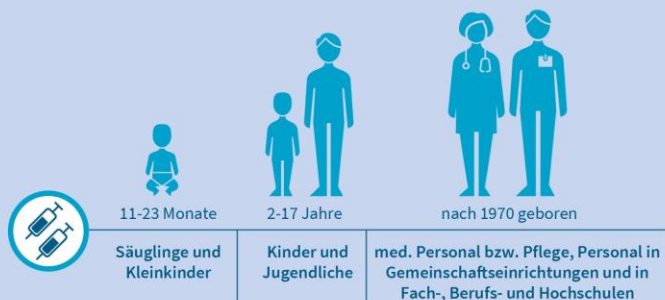 11-23 Monate
2-17 Jahre
nach 1970 geboren
Säuglinge und
Kleinkinder
Kinder und
Jugendliche
med. Personal bzw. Pflege, Personal in
Gemeinschaftseinrichtungen und in
Fach-, Berufs- und Hochschulen